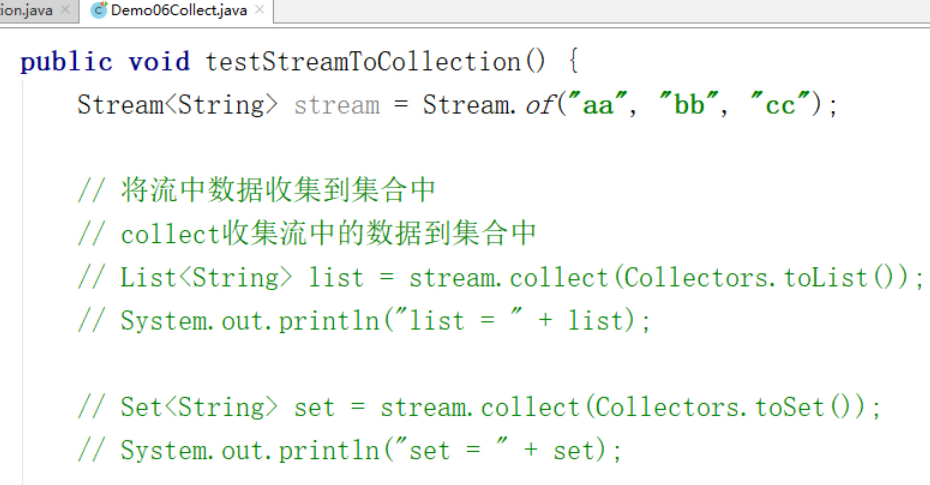 ion.java × Demo06Collect.java ×
public void testStreamToCollection() {
Stream<String> stream = Stream.of("aa", "bb", "cc");
// 将流中数据收集到集合中
// collect收集流中的数据到集合中
// List<String> list = stream.collect(Collectors.toList());
// System.out.println("list = " + list);
// Set<String> set = stream.collect(Collectors.toSet());
// System.out.println("set = " + set);